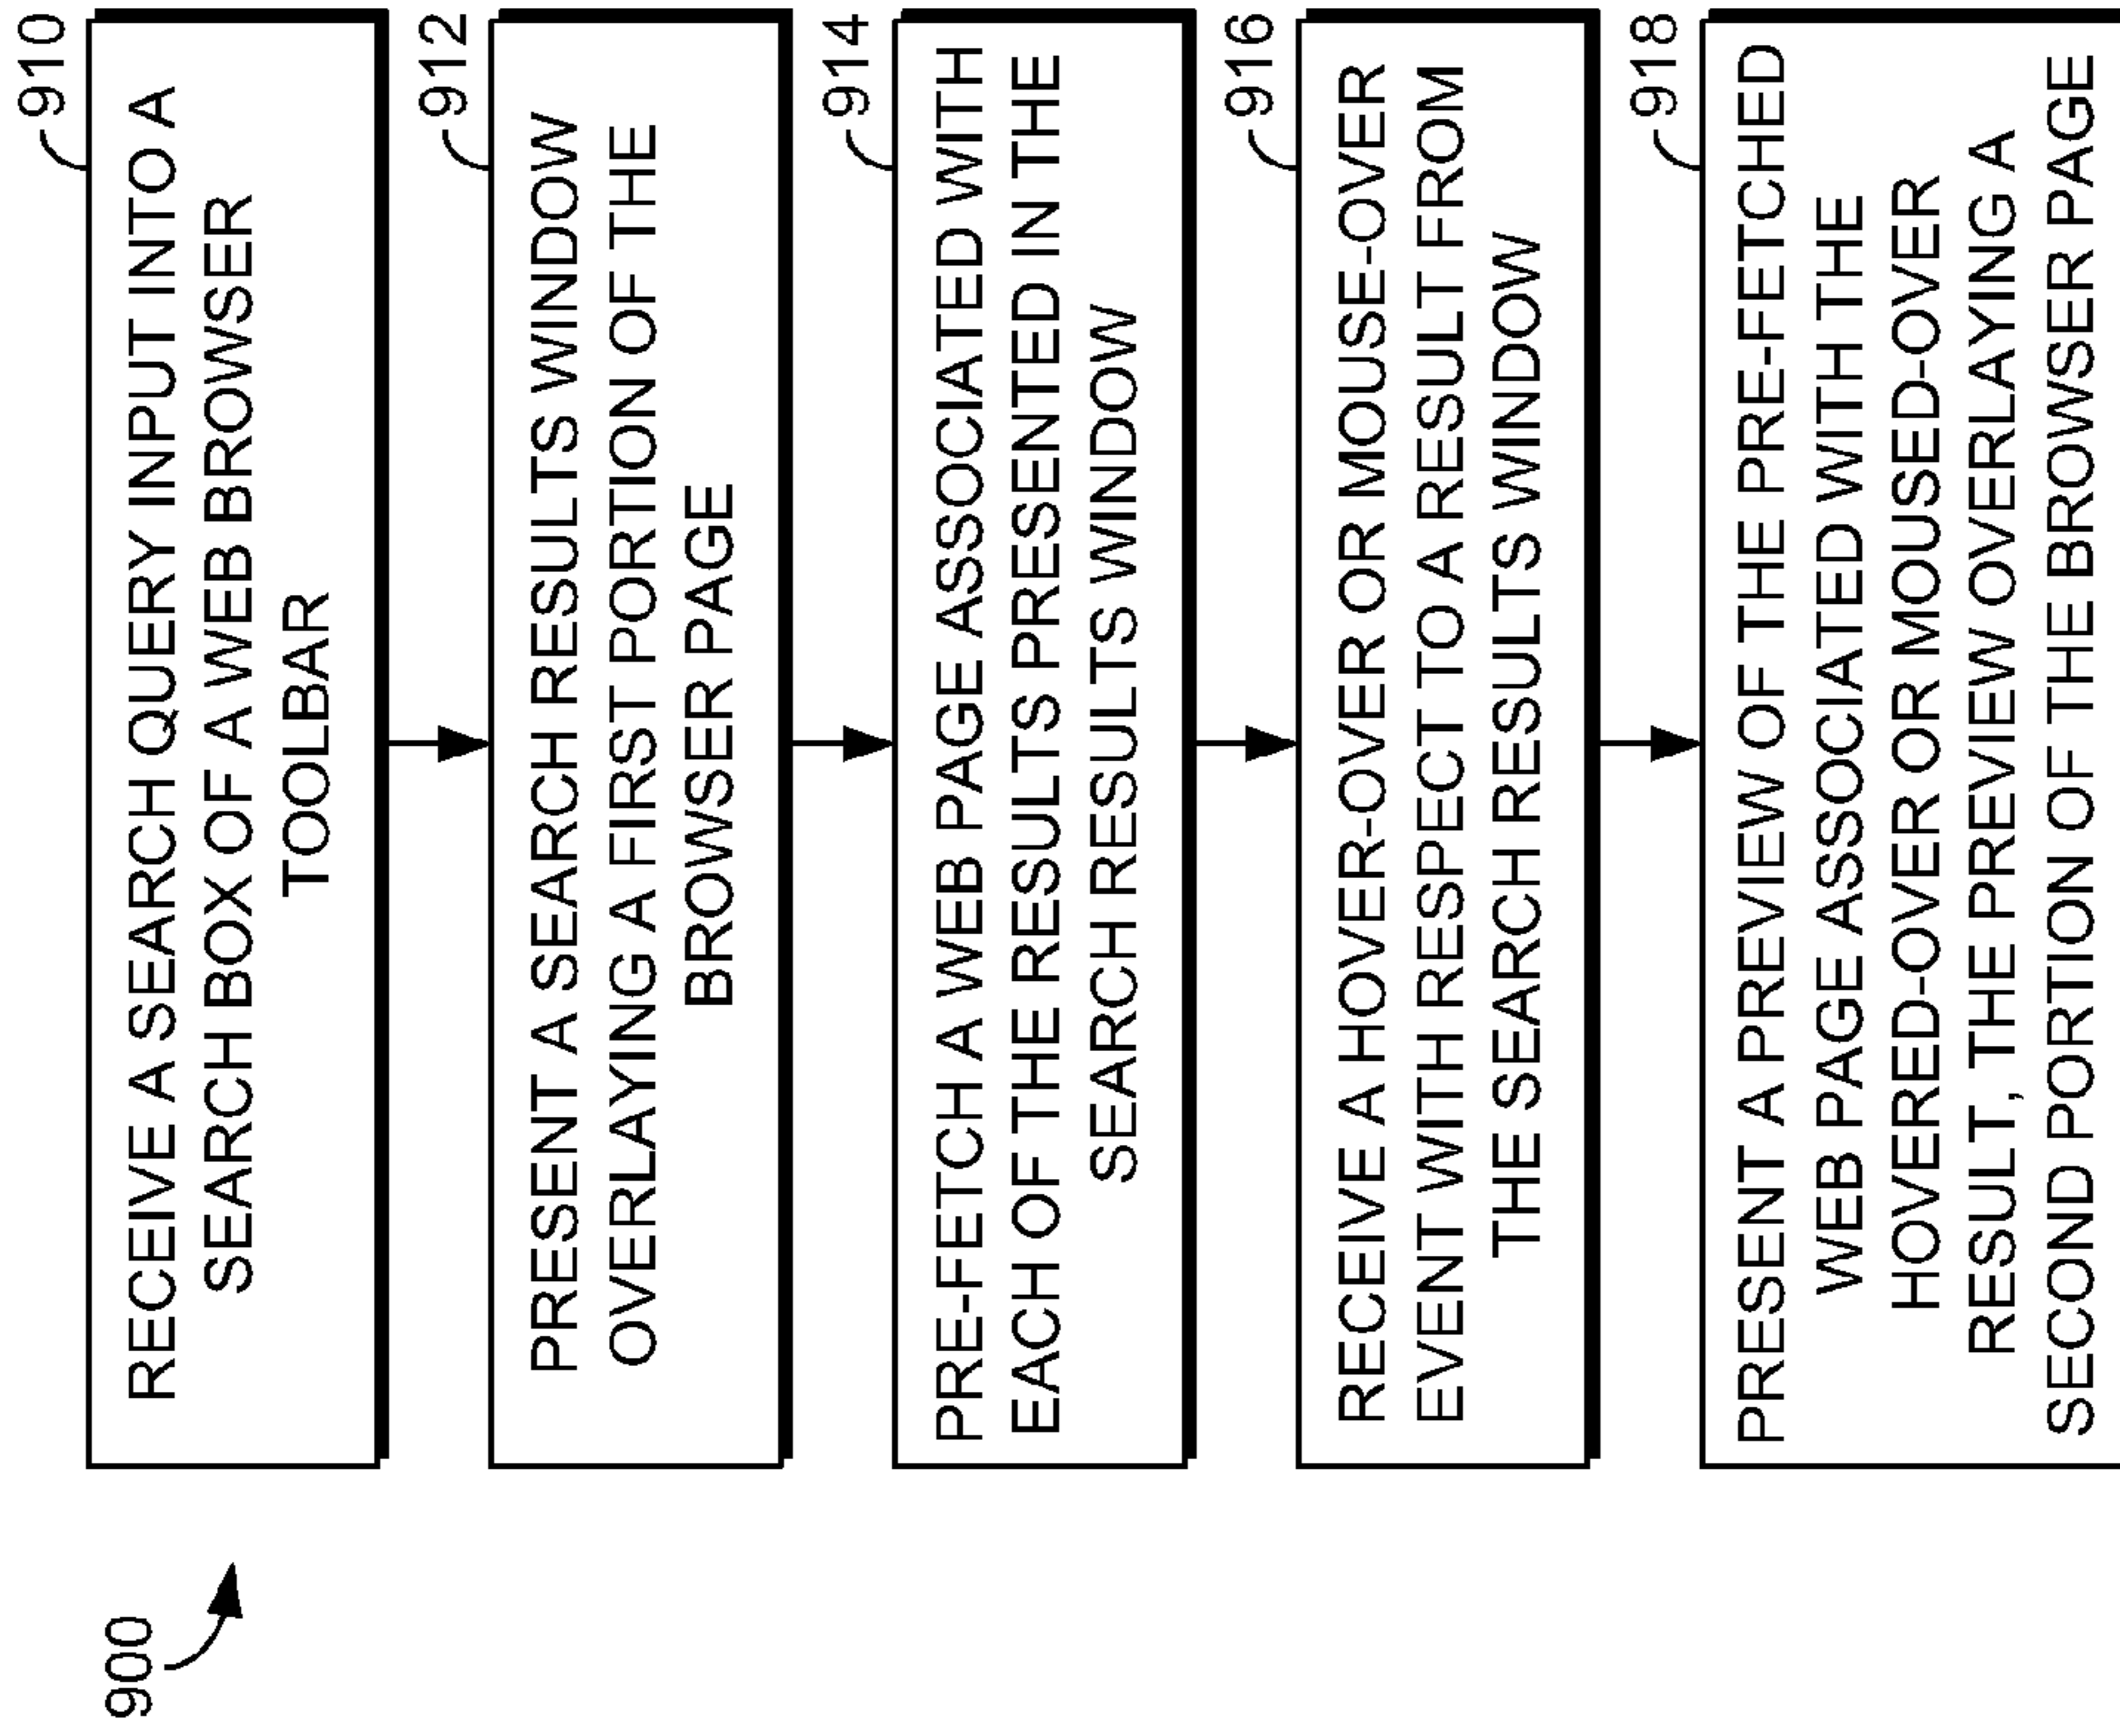 900
910
RECEIVE A SEARCH QUERY INPUT INTO A
SEARCH BOX OF A WEB BROWSER
TOOLBAR
912
PRESENT A SEARCH RESULTS WINDOW
OVERLAYING A FIRST PORTION OF THE
BROWSER PAGE
914
PRE-FETCH A WEB PAGE ASSOCIATED WITH
EACH OF THE RESULTS PRESENTED IN THE
SEARCH RESULTS WINDOW
916
RECEIVE A HOVER-OVER OR MOUSE-OVER
EVENT WITH RESPECT TO A RESULT FROM
THE SEARCH RESULTS WINDOW
918
PRESENT A PREVIEW OF THE PRE-FETCHED
WEB PAGE ASSOCIATED WITH THE
HOVERED-OVER OR MOUSED-OVER
RESULT, THE PREVIEW OVERLAYING A
SECOND PORTION OF THE BROWSER PAGE